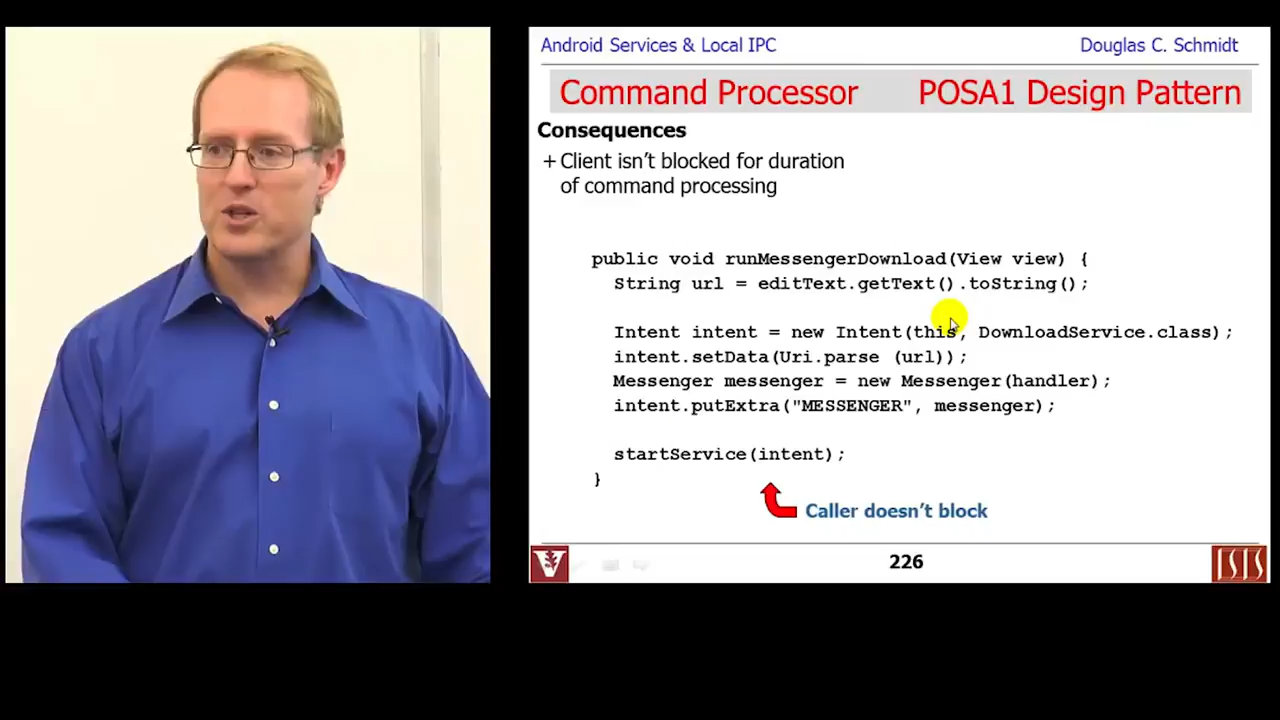 Android Services & Local IPC
Douglas C. Schmidt
Command Processor POSA1 Design Pattern
Consequences
+ Client isn't blocked for duration
of command processing
public void runMessengerDownload(View view) {
String url = editText.getText().toString();
Intent intent = new Intent(this, DownloadService.class);
intent.setData(Uri.parse (url));
Messenger messenger = new Messenger(handler);
intent.putExtra("MESSENGER", messenger);
startService(intent);
}
Caller doesn't block
V
226
ISIS